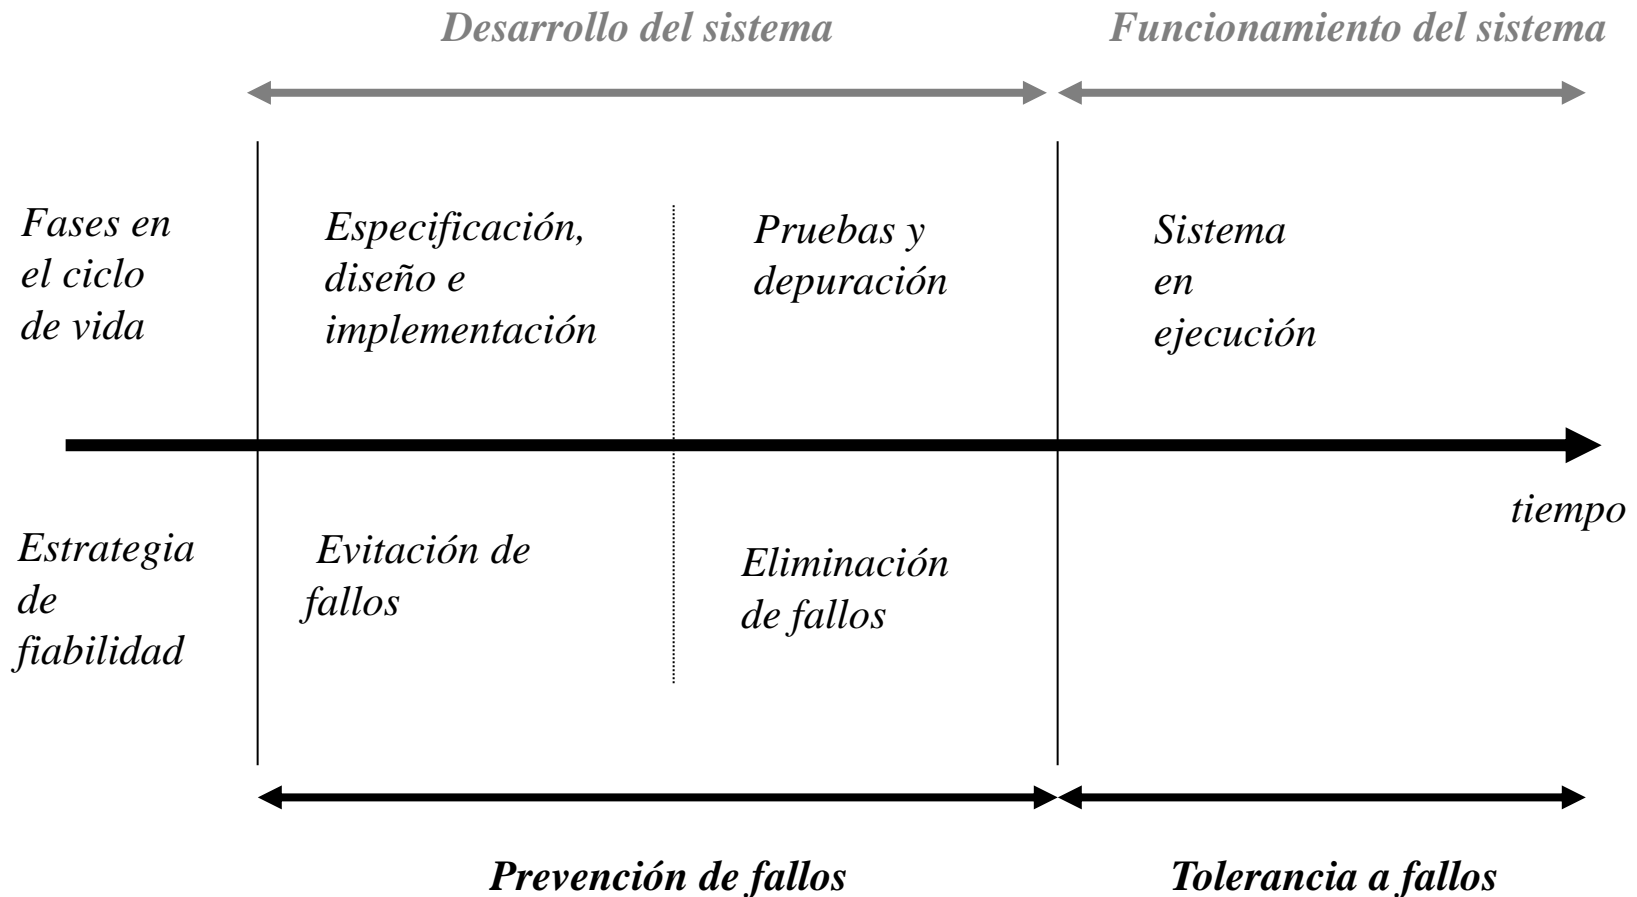 Desarrollo del sistema
Funcionamiento del sistema
Fases en
el ciclo
de vida
Especificación,
diseño e
implementación
Pruebas y
depuración
Sistema
en
ejecución
tiempo
Estrategia
de
fiabilidad
Evitación de
fallos
Eliminación
de fallos
Prevención de fallos
Tolerancia a fallos